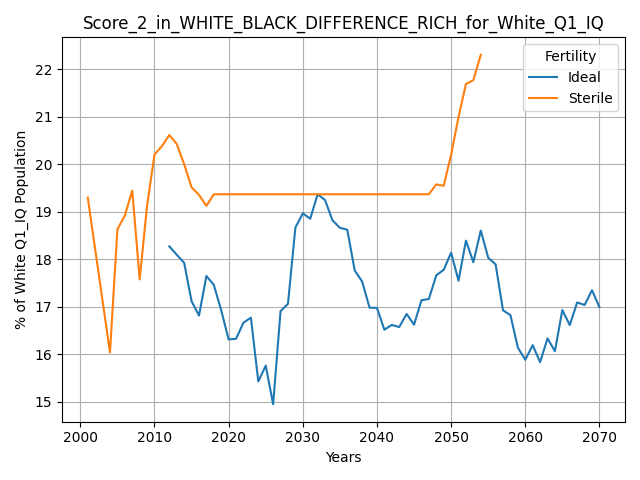 Score_2_in_WHITE_BLACK_DIFFERENCE_RICH_for_White_Q1_IQ
Fertility
Ideal
Sterile
% of White Q1_IQ Population
22
21
20
19
18
17
16
15
2000 2010 2020 2030 2040 2050 2060 2070
Years